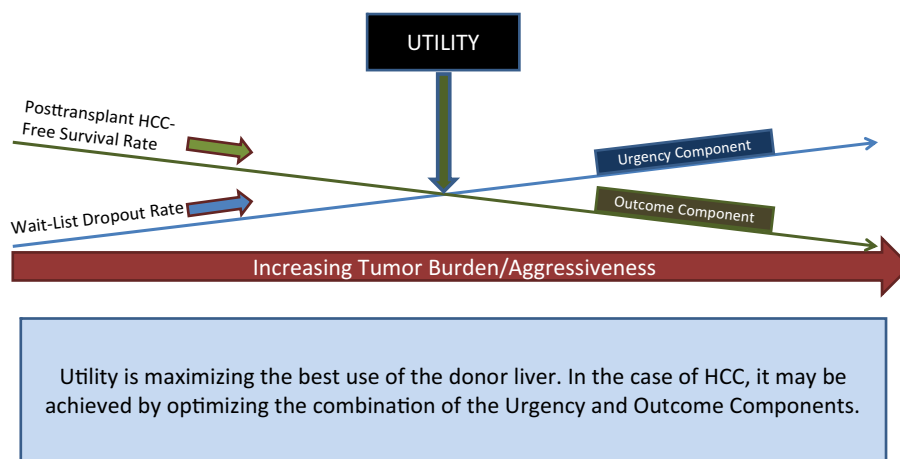 UTILITY
Posttransplant HCC-
Free Survival Rate
Urgency Component
Wait-List Dropout Rate
Outcome Component
Increasing Tumor Burden/Aggressiveness
Utility is maximizing the best use of the donor liver. In the case of HCC, it may be
achieved by optimizing the combination of the Urgency and Outcome Components.